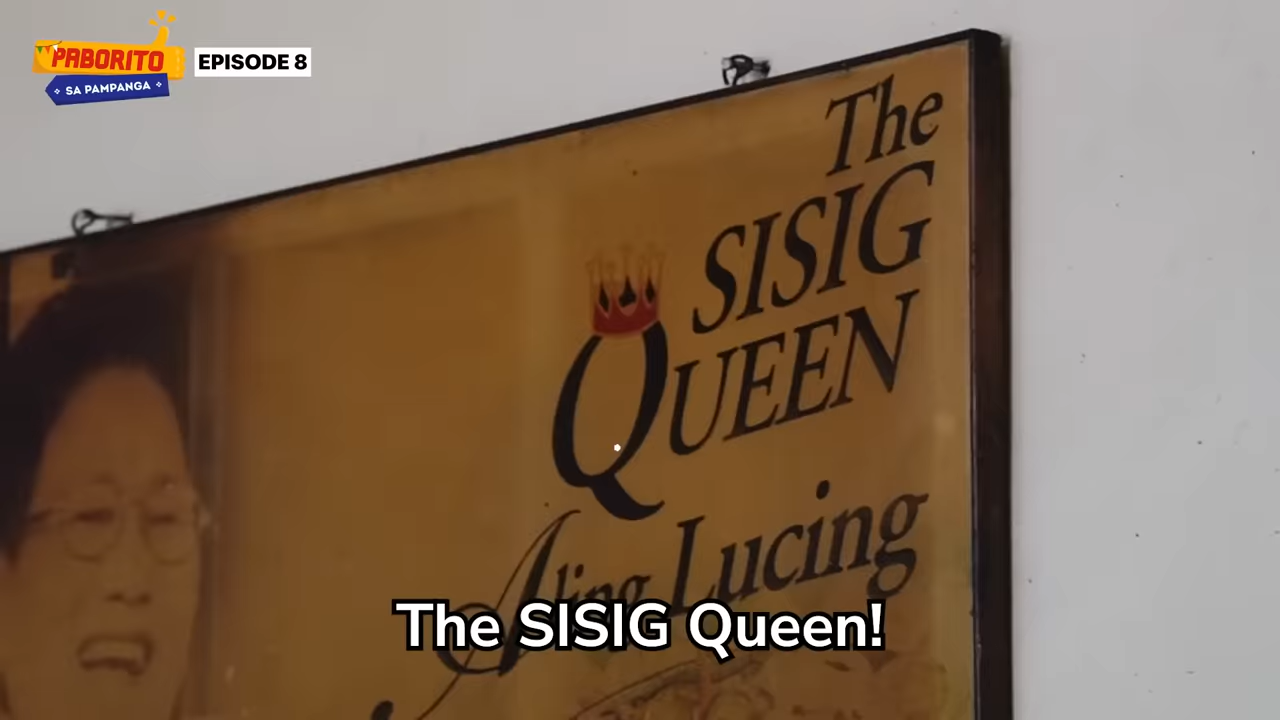 PABORITO
SA PAMPANGA
EPISODE 8
The
SISIG
QUEEN
Aling Lucing
The SISIG Queen!